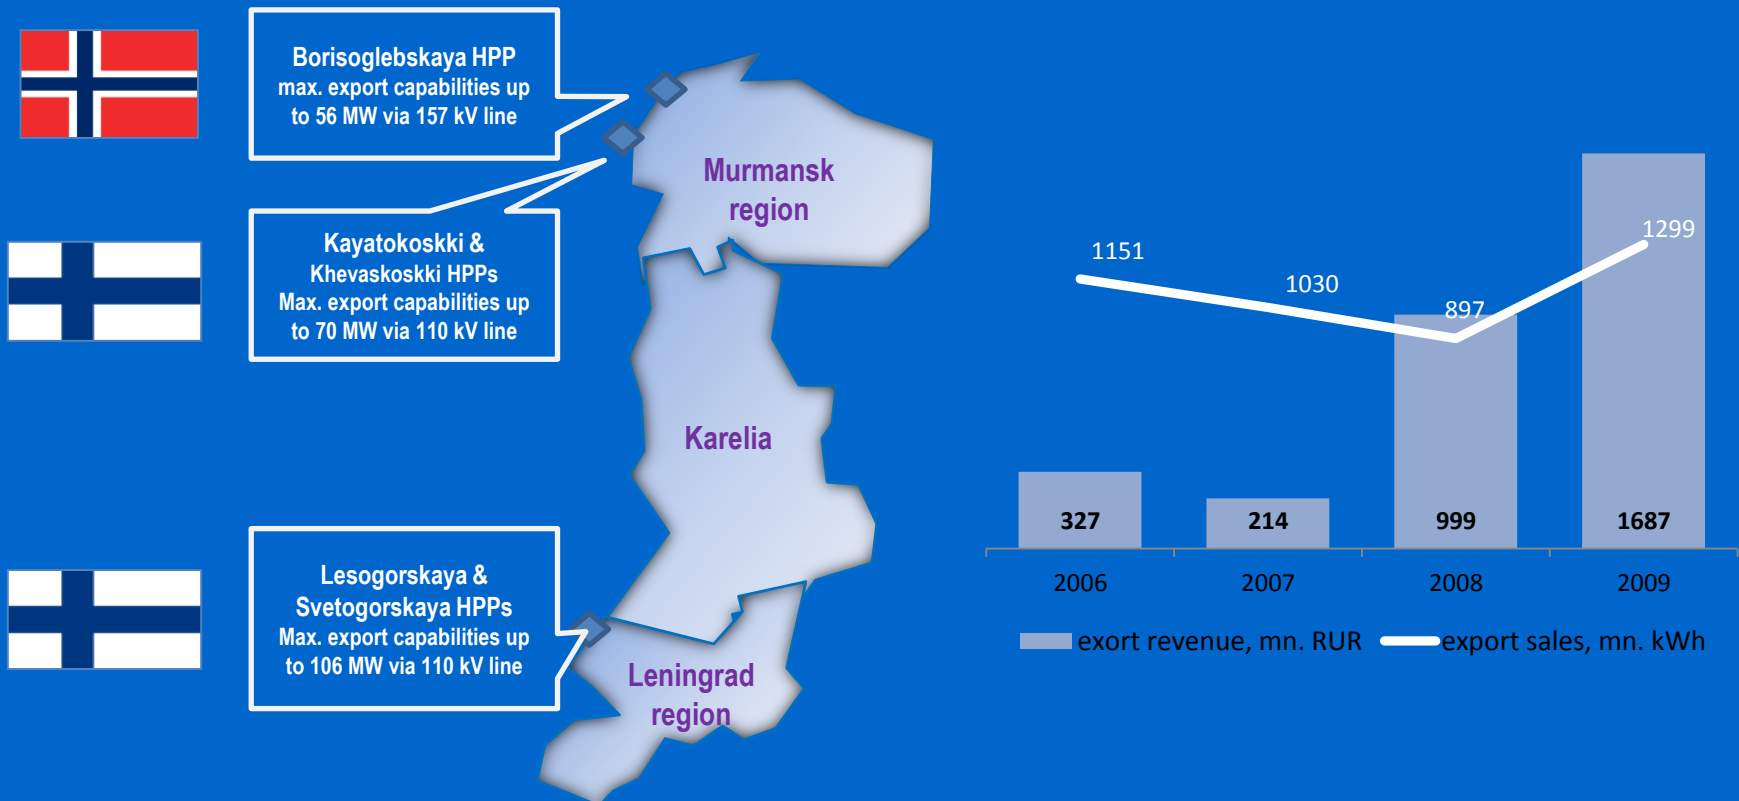 Borisoglebskaya HPP
max. export capabilities up
to 56 MW via 157 kV line
Kayatokoskki &
Khevaskoskki HPPs
Max. export capabilities up
to 70 MW via 110 kV line
Lesogorskaya &
Svetogorskaya HPPs
Max. export capabilities up
to 106 MW via 110 kV line
Murmansk
region
Karelia
Leningrad
region
1151
1030
897
1299
327
214
999
1687
2006
2007
2008
2009
exort revenue, mn. RUR
export sales, mn. kWh